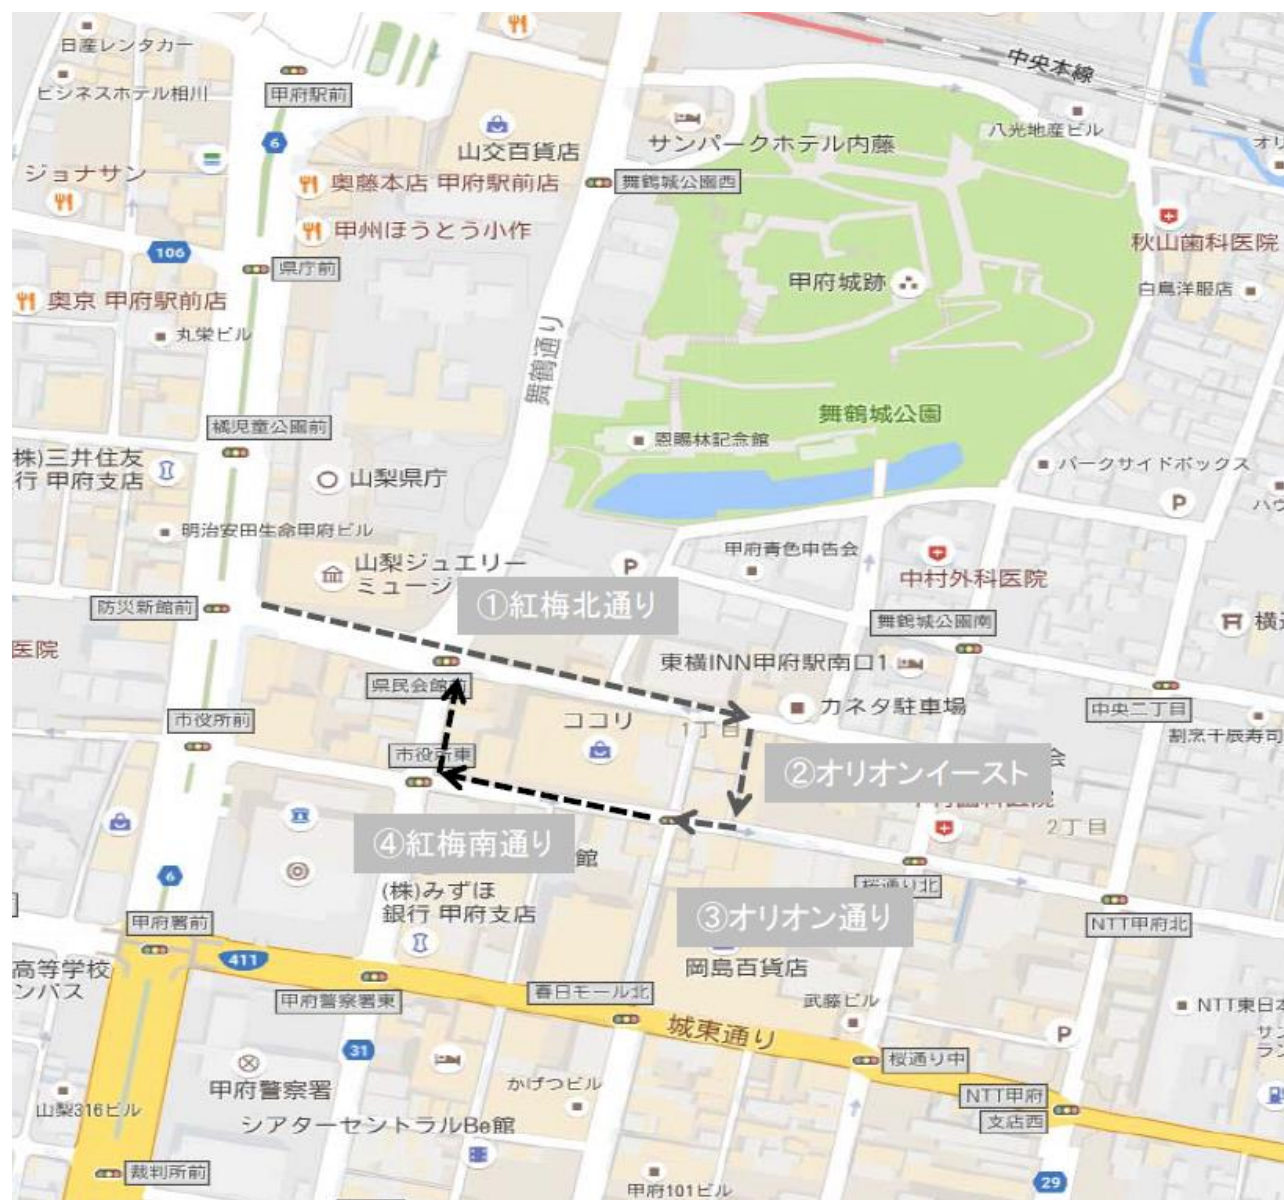 日産レンタカー
ビジネスホテル相川
甲府駅前
中央本線
6
山交百貨店
サンパークホテル内藤
八光地産ビル
ジョナサン
奥藤本店 甲府駅前店
舞鶴城公園西
甲州ほうとう小作
秋山歯科医院
106
県庁前
甲府城跡
白鳥洋服店
奥京 甲府駅前店
丸栄ビル
舞鶴通り
舞鶴城公園
橘児童公園前
恩賜林記念館
株)三井住友
行 甲府支店
山梨県庁
パークサイドボックス
P
ハウ
明治安田生命甲府ビル
山梨ジュエリー
ミュージ
P
甲府青色申告会
中村外科医院
防災新館前
①紅梅北通り
舞鶴城公園南
横
医院
東横INN甲府駅南口1
県民会館前
中央二丁目
市役所前
ココリ
1丁目
カネタ駐車場
割烹千辰寿司
市役所東
②オリオンイースト
会
2丁目
④紅梅南通り
館
桜通り北
6
(株)みずほ
銀行 甲府支店
③オリオン通り
NTT甲府北
甲府署前
411
岡島百貨店
高等学校
ンパス
甲府警察署東
春日モール北
武藤ビル
NTT東日本
城東通り
P
サン
ラン
31
桜通り中
甲府警察署
かげつビル
NTT甲府
支店西
山梨316ビル
シアターセントラルBe館
裁判所前
甲府101ビル
29